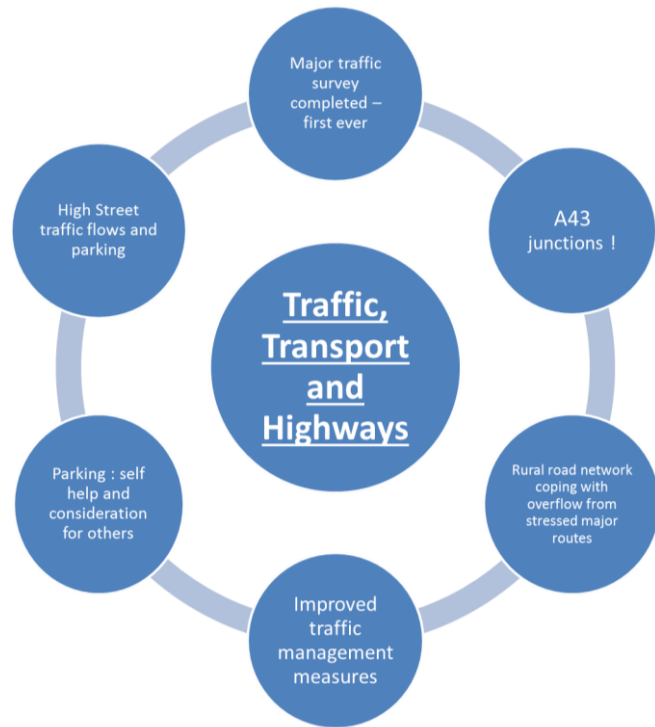 Major traffic
survey
completed –
first ever
A43
junctions !
Rural road network
coping with
overflow from
stressed major
routes
Improved
traffic
management
measures
Parking : self
help and
consideration
for others
High Street
traffic flows and
parking
Traffic,
Transport
and
Highways